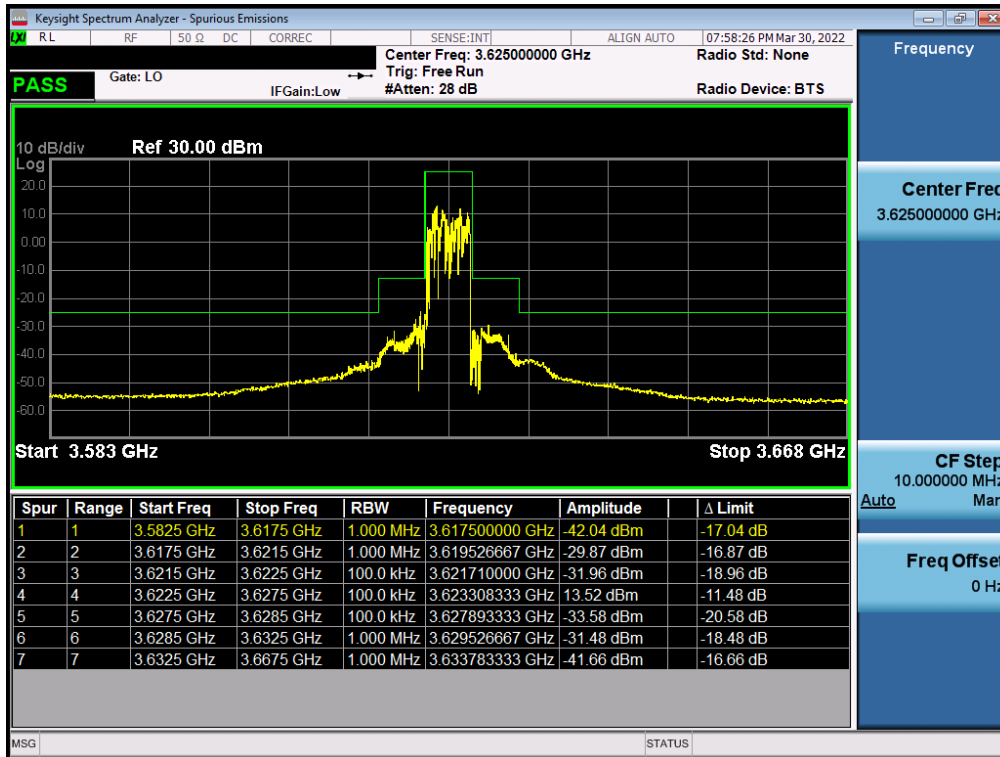 Keysight Spectrum Analyzer - Spurious Emissions
LXI RL RF 50 Ω DC CORREC SENSE:INT ALIGN AUTO 07:58:26 PM Mar 30, 2022
Center Freq: 3.625000000 GHz Radio Std: None
PASS Gate: LO Trig: Free Run
IFGain:Low #Atten: 28 dB Radio Device: BTS
Frequency
10 dB/div Ref 30.00 dBm
Log
20.0
10.0
0.00
-10.0
-20.0
-30.0
-40.0
-50.0
-60.0
Start 3.583 GHz Stop 3.668 GHz
Center Freq
3.625000000 GHz
CF Step
10.000000 MHz
Auto Man
Freq Offset
0 Hz
Spur Range Start Freq Stop Freq RBW Frequency Amplitude Δ Limit
1 1 3.5825 GHz 3.6175 GHz 1.000 MHz 3.617500000 GHz -42.04 dBm -17.04 dB
2 2 3.6175 GHz 3.6215 GHz 1.000 MHz 3.619526667 GHz -29.87 dBm -16.87 dB
3 3 3.6215 GHz 3.6225 GHz 100.0 kHz 3.621710000 GHz -31.96 dBm -18.96 dB
4 4 3.6225 GHz 3.6275 GHz 100.0 kHz 3.623308333 GHz 13.52 dBm -11.48 dB
5 5 3.6275 GHz 3.6285 GHz 100.0 kHz 3.627893333 GHz -33.58 dBm -20.58 dB
6 6 3.6285 GHz 3.6325 GHz 1.000 MHz 3.629526667 GHz -31.48 dBm -18.48 dB
7 7 3.6325 GHz 3.6675 GHz 1.000 MHz 3.633783333 GHz -41.66 dBm -16.66 dB
MSG STATUS